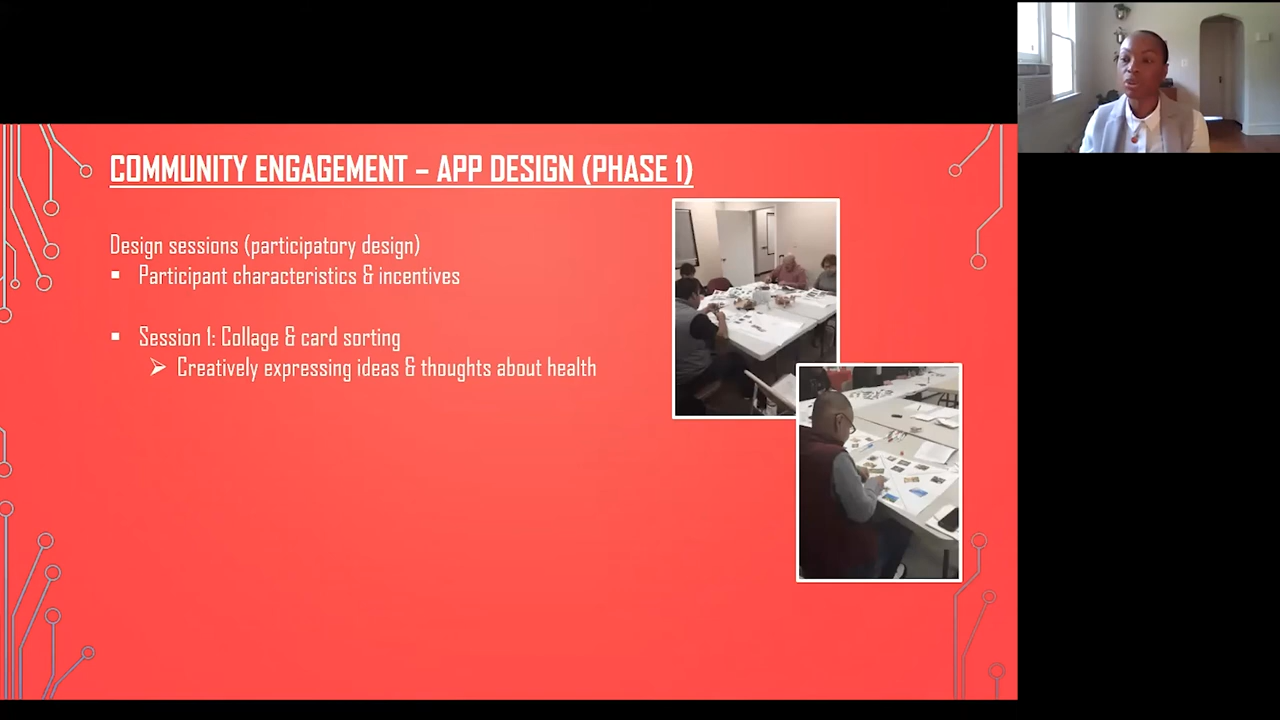 COMMUNITY ENGAGEMENT – APP DESIGN (PHASE 1)
Design sessions (participatory design)
▪ Participant characteristics & incentives
▪ Session 1: Collage & card sorting
➢ Creatively expressing ideas & thoughts about health